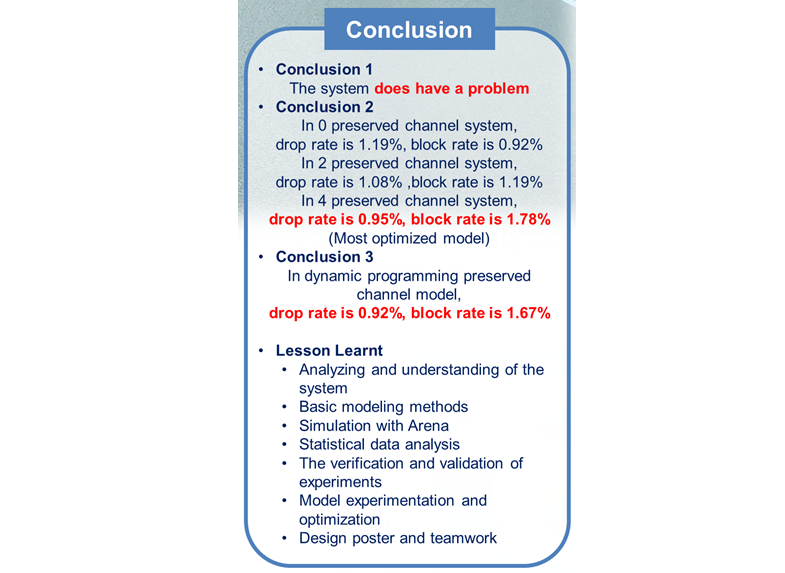 Conclusion
• Conclusion 1
The system does have a problem
• Conclusion 2
In 0 preserved channel system,
drop rate is 1.19%, block rate is 0.92%
In 2 preserved channel system,
drop rate is 1.08% ,block rate is 1.19%
In 4 preserved channel system,
drop rate is 0.95%, block rate is 1.78%
(Most optimized model)
• Conclusion 3
In dynamic programming preserved
channel model,
drop rate is 0.92%, block rate is 1.67%
• Lesson Learnt
• Analyzing and understanding of the
system
• Basic modeling methods
• Simulation with Arena
• Statistical data analysis
• The verification and validation of
experiments
• Model experimentation and
optimization
• Design poster and teamwork